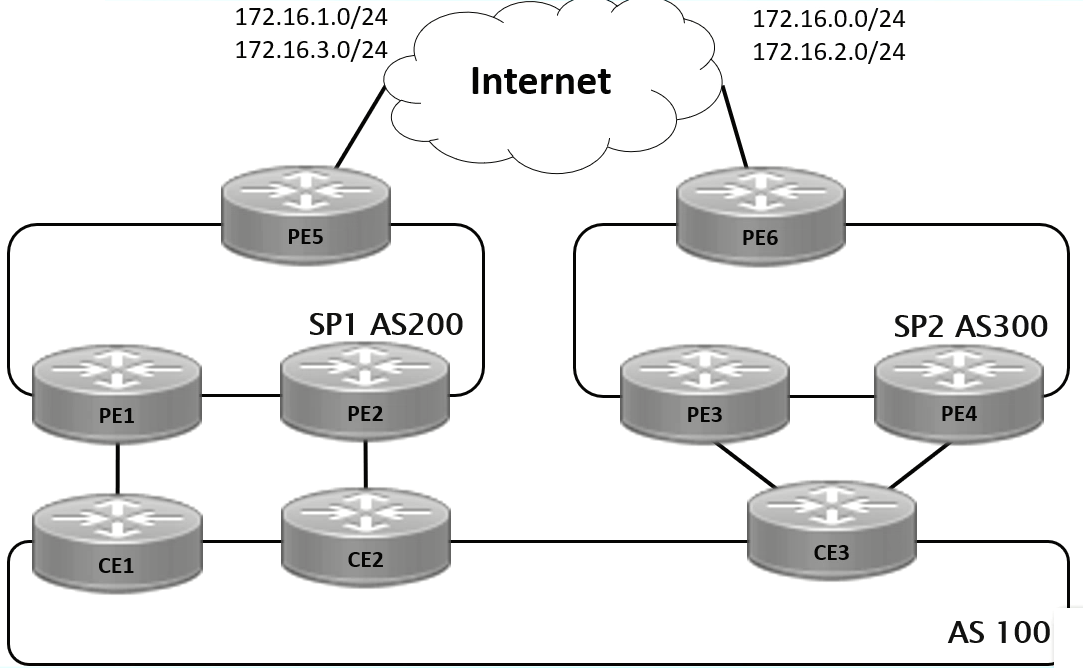 172.16.1.0/24
172.16.3.0/24
172.16.0.0/24
172.16.2.0/24
Internet
PE5
PE6
SP1 AS200
SP2 AS300
PE1
PE2
PE3
PE4
CE1
CE2
CE3
AS 100